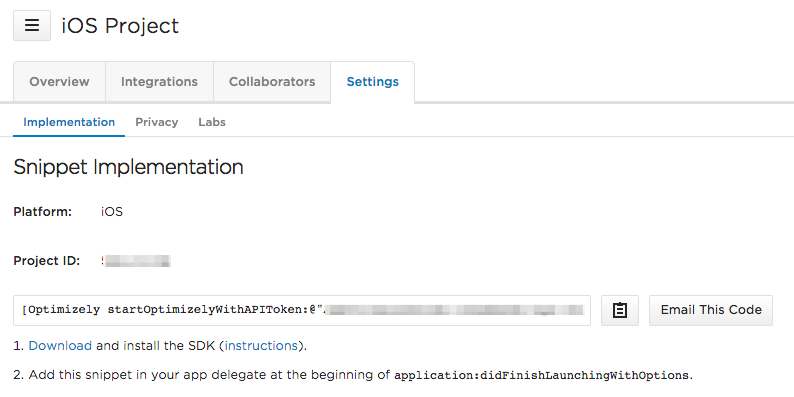 iOS Project
Overview Integrations Collaborators Settings
Implementation Privacy Labs
Snippet Implementation
Platform: iOS
Project ID:
[Optimizely startOptimizelyWithAPIToken:@" Email This Code
1. Download and install the SDK (instructions).
2. Add this snippet in your app delegate at the beginning of application:didFinishLaunchingWithOptions.